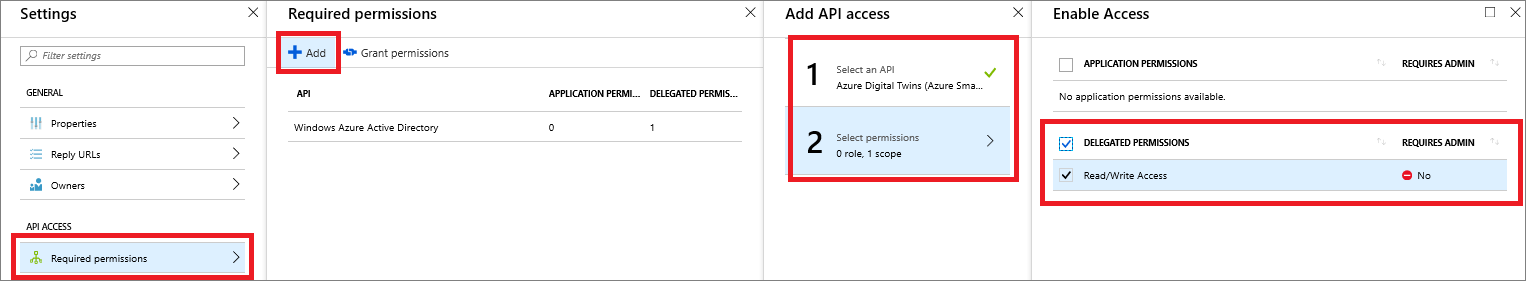 Settings
Filter settings
GENERAL
Properties
Reply URLs
Owners
API ACCESS
Required permissions
Required permissions
Add Grant permissions
API APPLICATION PERMI... DELEGATED PERMIS...
Windows Azure Active Directory 0 1
Add API access
1 Select an API
Azure Digital Twins (Azure Sma...
2 Select permissions
0 role, 1 scope
Enable Access
APPLICATION PERMISSIONS REQUIRES ADMIN
No application permissions available.
DELEGATED PERMISSIONS REQUIRES ADMIN
Read/Write Access No